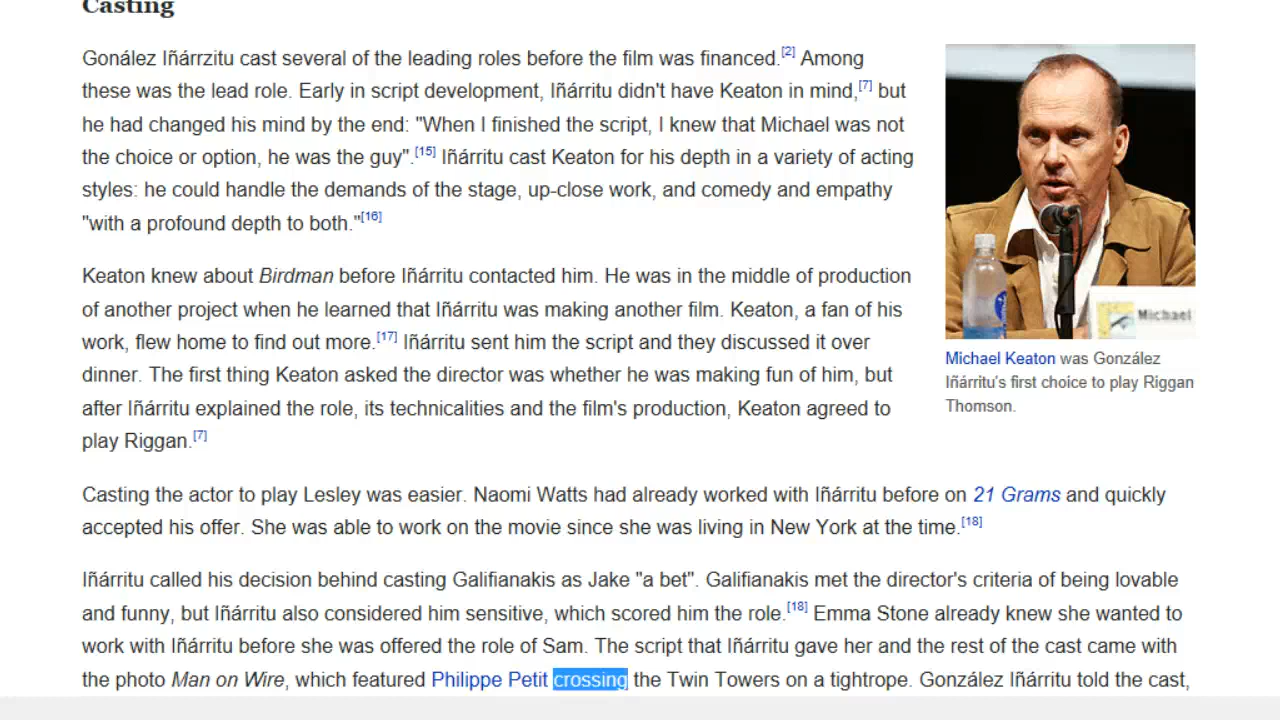 Casting
Gonález Iñárrzitu cast several of the leading roles before the film was financed.[2] Among
these was the lead role. Early in script development, Iñárritu didn't have Keaton in mind,[7] but
he had changed his mind by the end: "When I finished the script, I knew that Michael was not
the choice or option, he was the guy".[15] Iñárritu cast Keaton for his depth in a variety of acting
styles: he could handle the demands of the stage, up-close work, and comedy and empathy
"with a profound depth to both."[16]
Michael
Michael Keaton was González
Iñárritu's first choice to play Riggan
Thomson.
Keaton knew about Birdman before Iñárritu contacted him. He was in the middle of production
of another project when he learned that Iñárritu was making another film. Keaton, a fan of his
work, flew home to find out more.[17] Iñárritu sent him the script and they discussed it over
dinner. The first thing Keaton asked the director was whether he was making fun of him, but
after Iñárritu explained the role, its technicalities and the film's production, Keaton agreed to
play Riggan.[7]
Casting the actor to play Lesley was easier. Naomi Watts had already worked with Iñárritu before on 21 Grams and quickly
accepted his offer. She was able to work on the movie since she was living in New York at the time.[18]
Iñárritu called his decision behind casting Galifianakis as Jake "a bet". Galifianakis met the director's criteria of being lovable
and funny, but Iñárritu also considered him sensitive, which scored him the role.[18] Emma Stone already knew she wanted to
work with Iñárritu before she was offered the role of Sam. The script that Iñárritu gave her and the rest of the cast came with
the photo Man on Wire, which featured Philippe Petit crossing the Twin Towers on a tightrope. González Iñárritu told the cast,